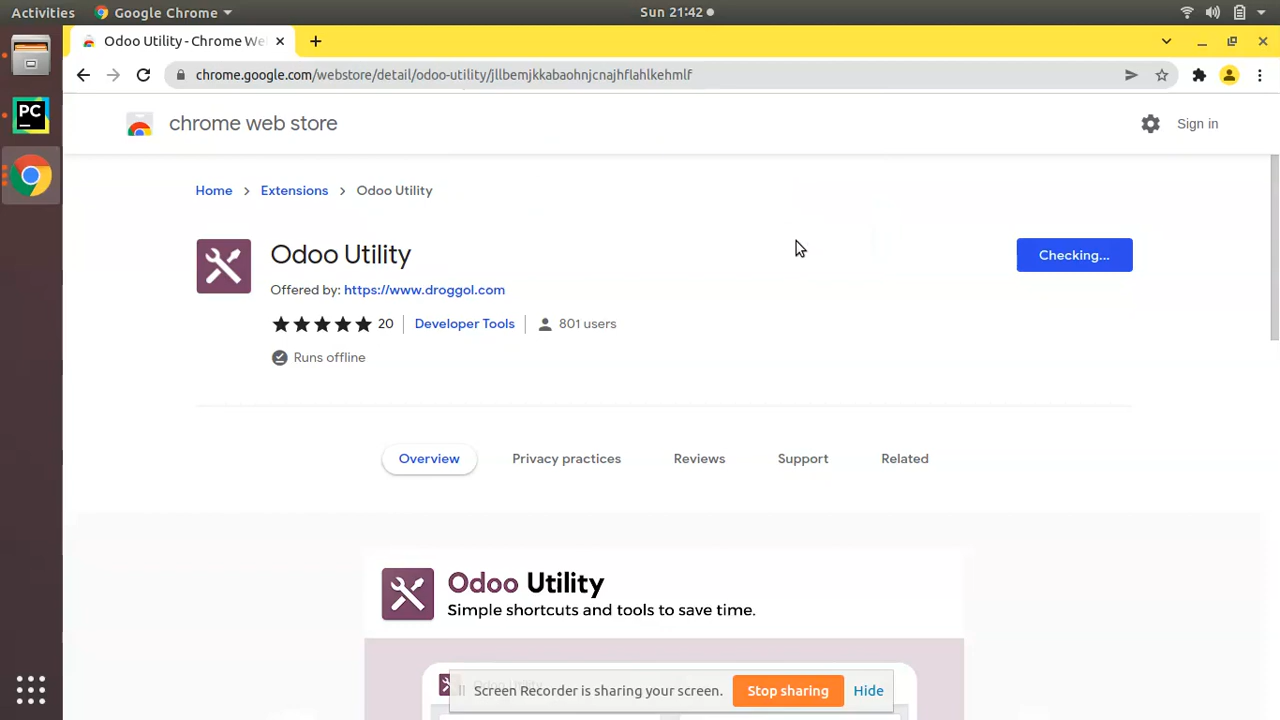 Activities
Google Chrome
Sun 21:42
Odoo Utility - Chrome We
chrome.google.com/webstore/detail/odoo-utility/jllbemjkkabaohnjcnajhflahlkehmlf
PC
chrome web store
Sign in
Home > Extensions > Odoo Utility
Odoo Utility
Checking...
Offered by: https://www.droggol.com
20
Developer Tools
801 users
Runs offline
Overview
Privacy practices
Reviews
Support
Related
Odoo Utility
Simple shortcuts and tools to save time.
Odoo Utility
Screen Recorder is sharing your screen.
Stop sharing
Hide